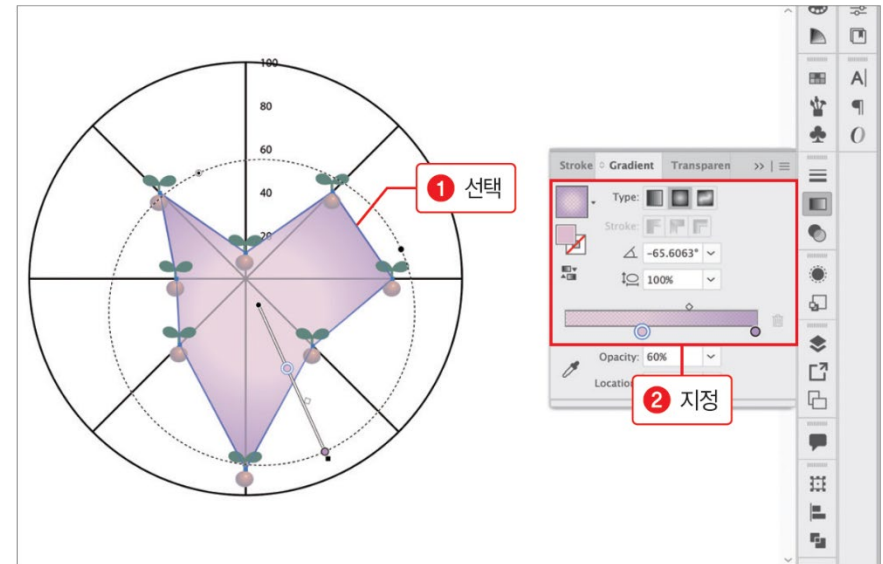 100
80
60
40
20
1 선택
Stroke Gradient Transparen
Type:
Stroke:
-65.6063°
100%
Opacity: 60%
Location
2 지정